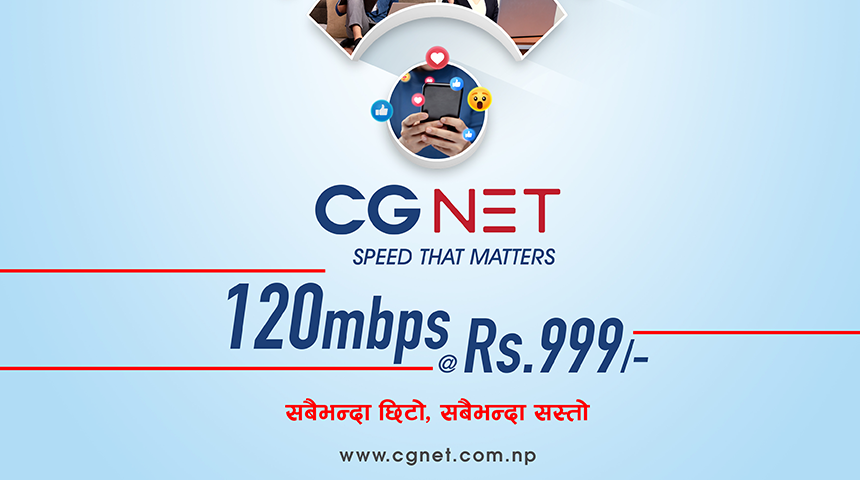 CG NET
SPEED THAT MATTERS
120mbps @ Rs.999/-
सबैभन्दा छिटो, सबैभन्दा सस्तो
www.cgnet.com.np